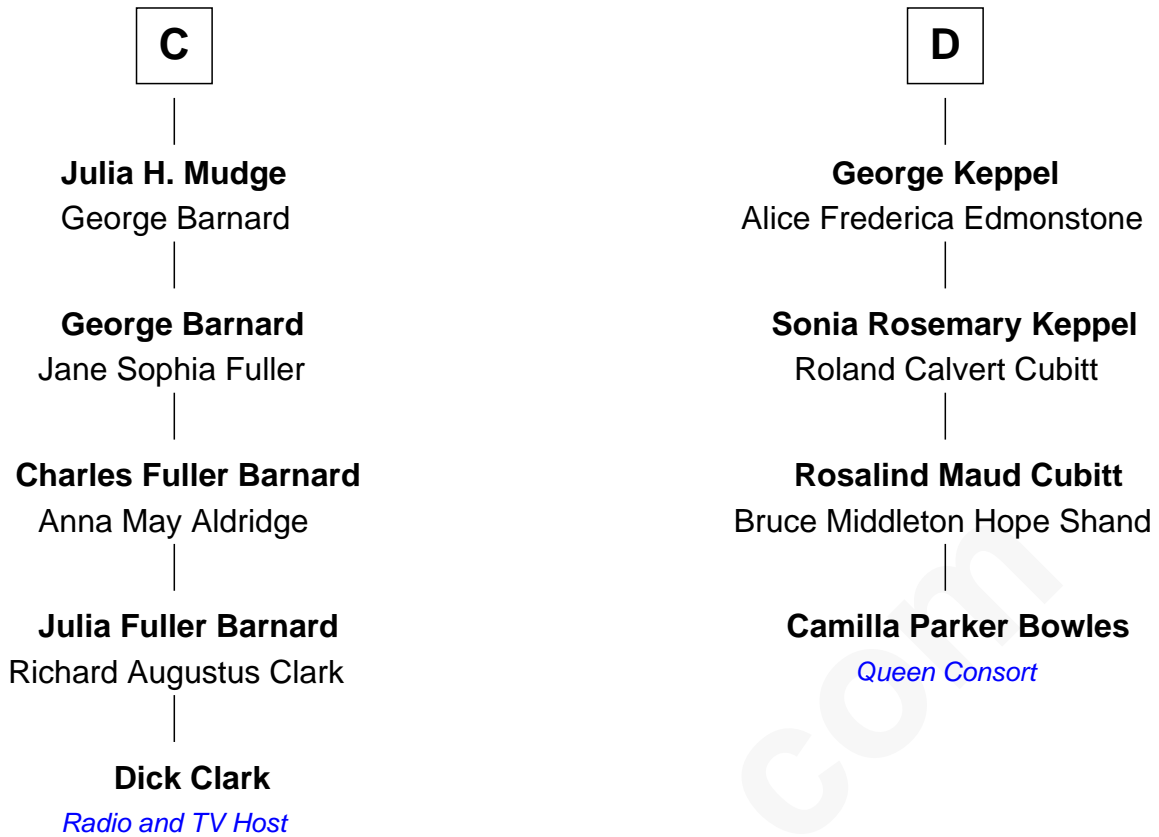 C
Julia H. Mudge
George Barnard
George Barnard
Jane Sophia Fuller
Charles Fuller Barnard
Anna May Aldridge
Julia Fuller Barnard
Richard Augustus Clark
Dick Clark
Radio and TV Host
D
George Keppel
Alice Frederica Edmonstone
Sonia Rosemary Keppel
Roland Calvert Cubitt
Rosalind Maud Cubitt
Bruce Middleton Hope Shand
Camilla Parker Bowles
Queen Consort
com